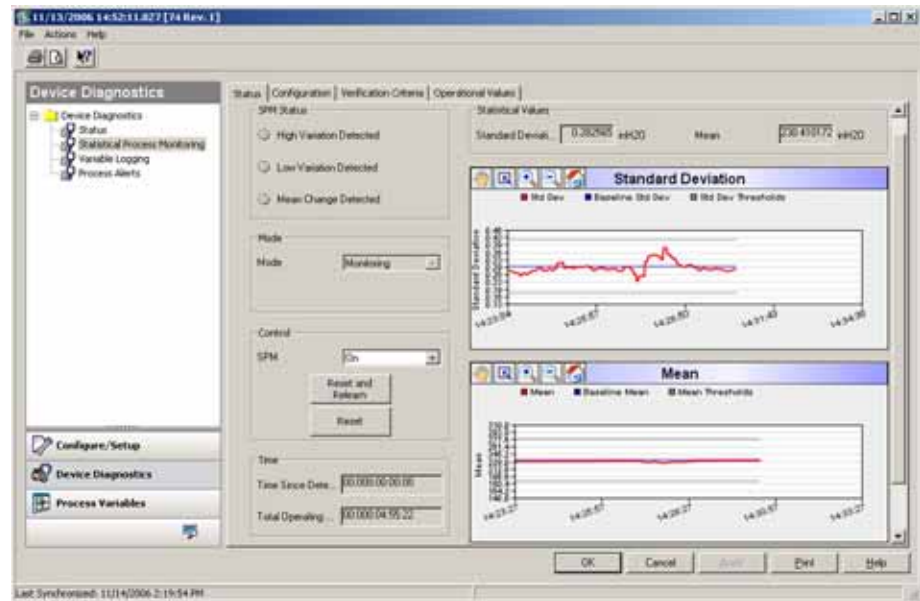 11/13/2006 14:52:11.827 [74 Rev. 1]
File Actions Help
Device Diagnostics
Device Diagnostics
Status
Statistical Process Monitoring
Variable Logging
Process Alerts
Configure/Setup
Device Diagnostics
Process Variables
Status Configuration Verification Criteria Operational Values
SPM Status
High Variation Detected
Low Variation Detected
Mean Change Detected
Mode
Mode Monitoring
Control
SPM On
Reset and Relearn
Reset
Time
Time Since Dete... 00:000:00:00:00
Total Operating ... 00:000:04:55:22
Statistical Values
Standard Deviati... 0.282565 inH2O Mean 230.410172 inH2O
Standard Deviation
Std Dev Baseline Std Dev Std Dev Thresholds
Standard Deviation
14:31:43
Mean
Mean Baseline Mean Mean Thresholds
Mean
14:23:27
OK Cancel Print Help
Last Synchronized: 11/14/2006 2:19:54 PM